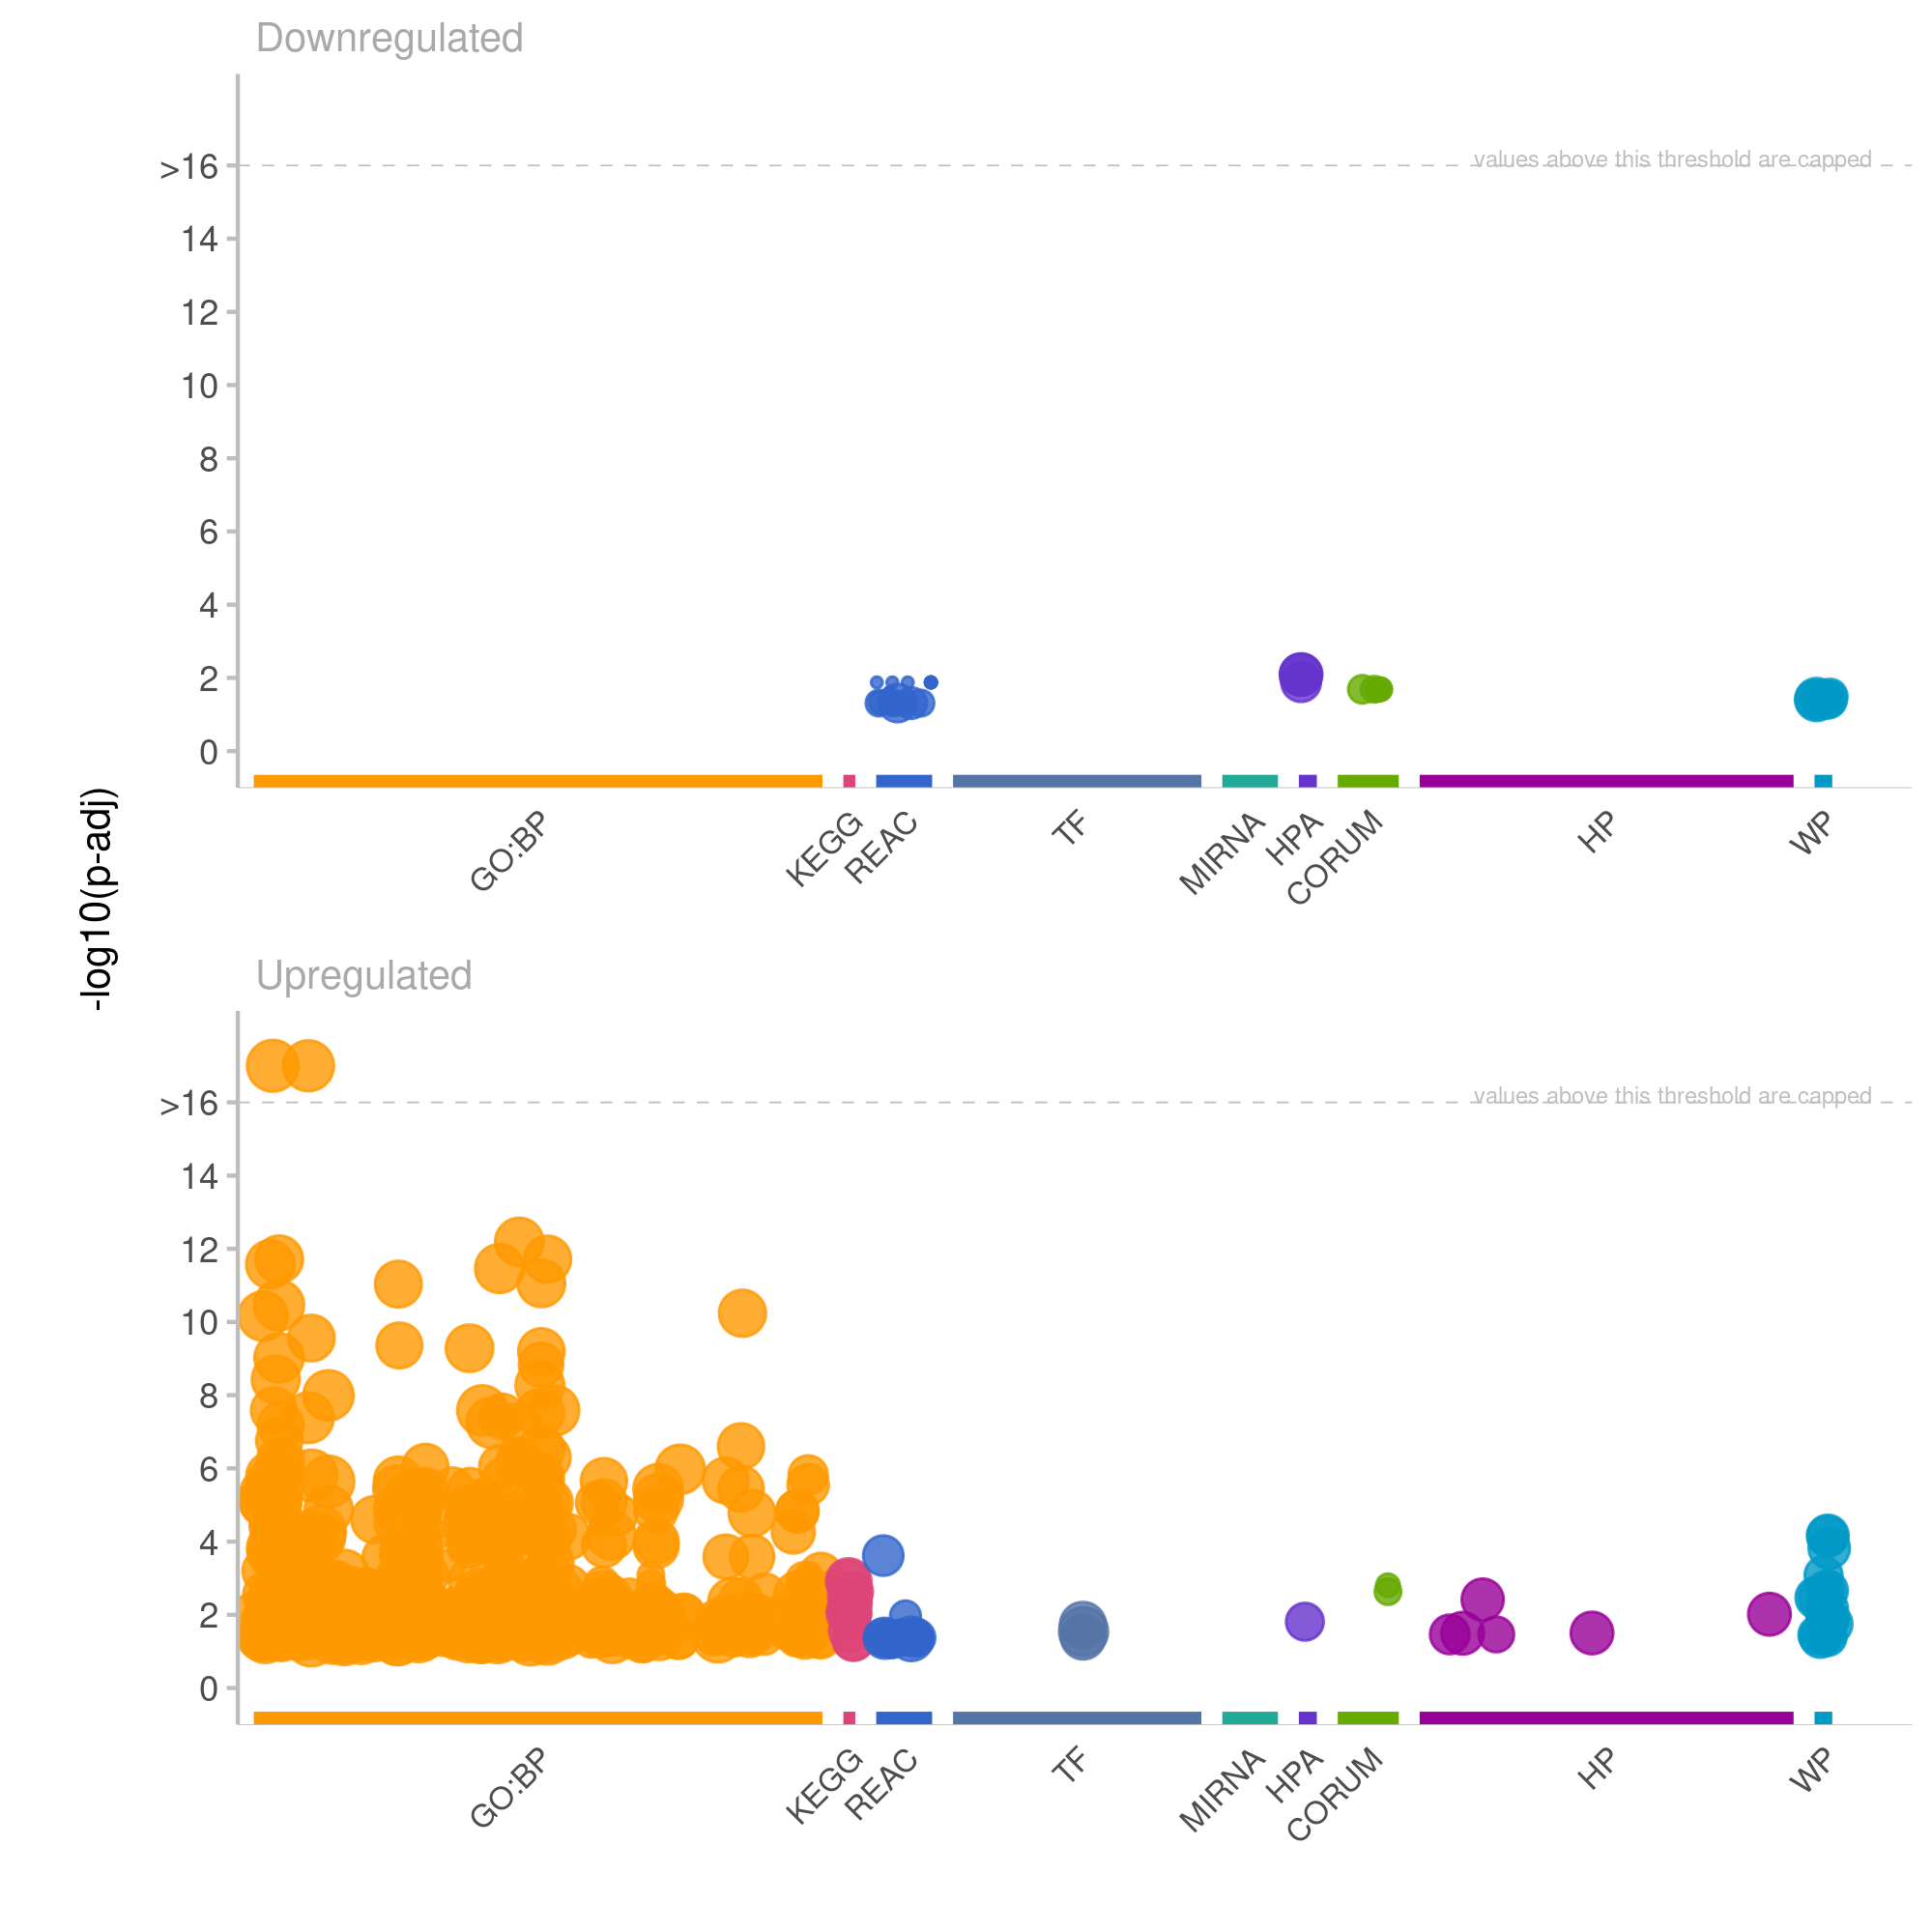 Downregulated
values above this threshold are capped
>16
14
12
10
8
6
4
2
0
GO:BP
KEGG
REAC
TF
MIRNA
HPA
CORUM
HP
WP
-log10(p-adj)
Upregulated
values above this threshold are capped
>16
14
12
10
8
6
4
2
0
GO:BP
KEGG
REAC
TF
MIRNA
HPA
CORUM
HP
WP